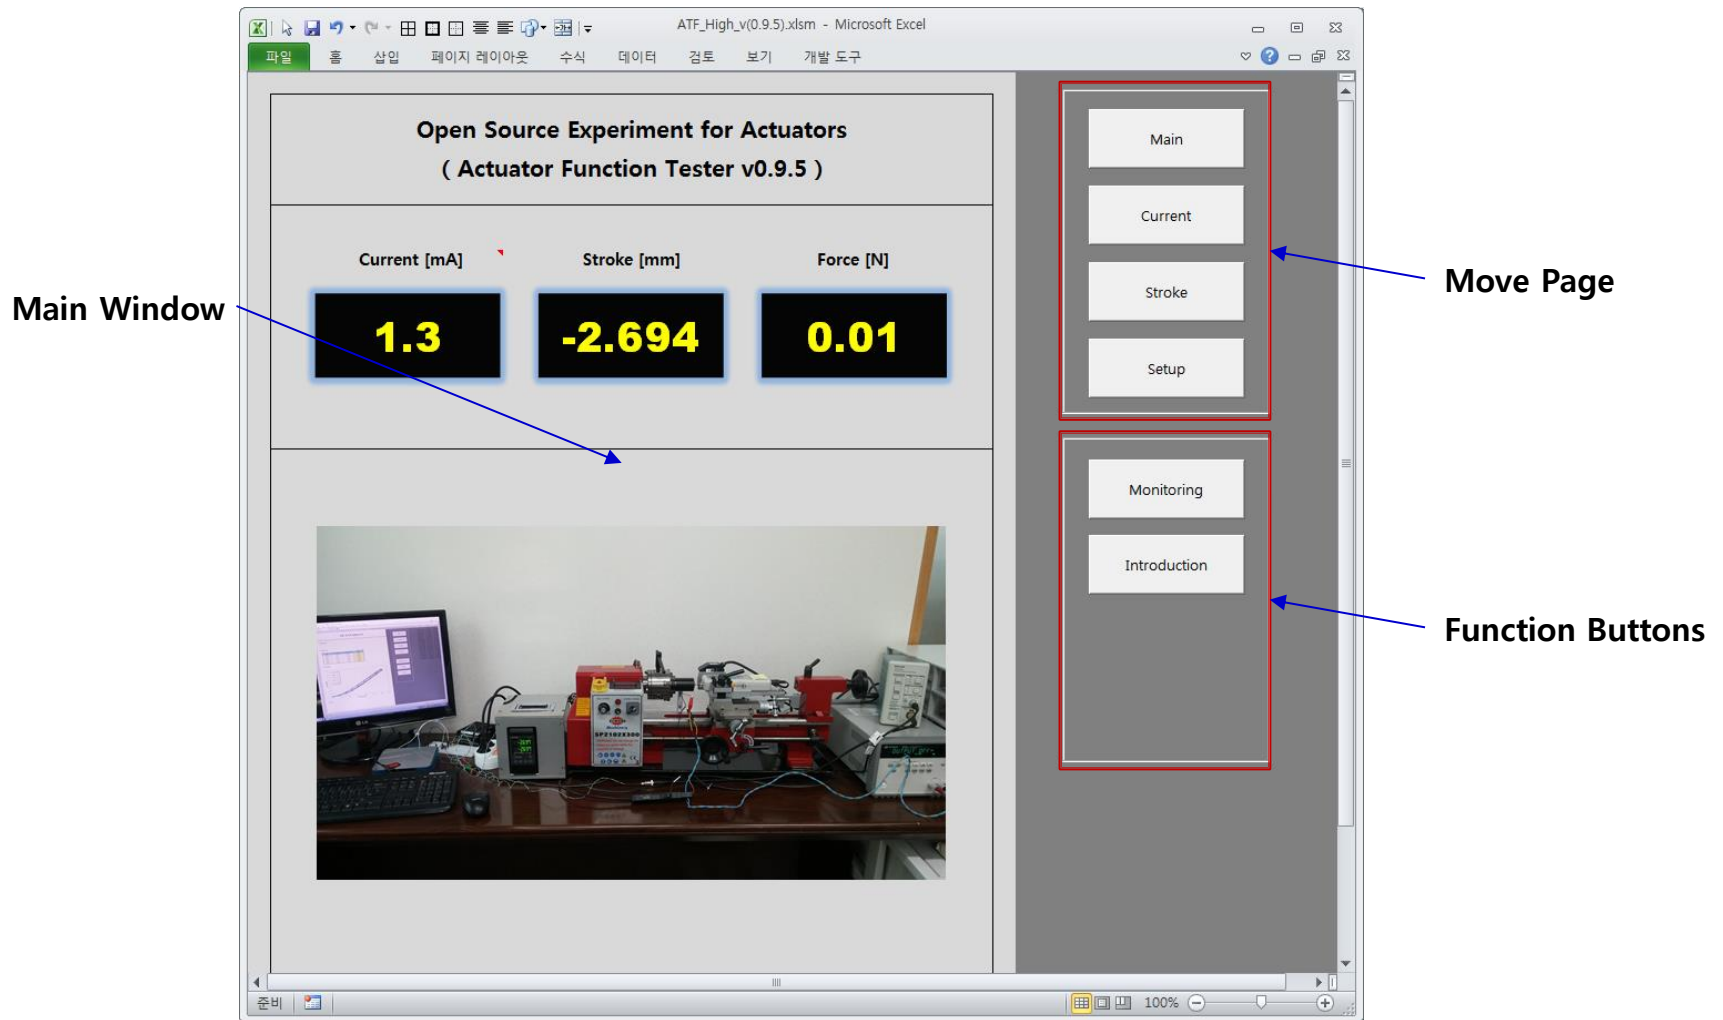 ATF_High_v(0.9.5).xlsm - Microsoft Excel
파일 홈 삽입 페이지 레이아웃 수식 데이터 검토 보기 개발 도구
Open Source Experiment for Actuators
( Actuator Function Tester v0.9.5 )
Current [mA] Stroke [mm] Force [N]
1.3 -2.694 0.01
Main
Current
Stroke
Setup
Monitoring
Introduction
Main Window
Move Page
Function Buttons
SP2102X300
준비
100%